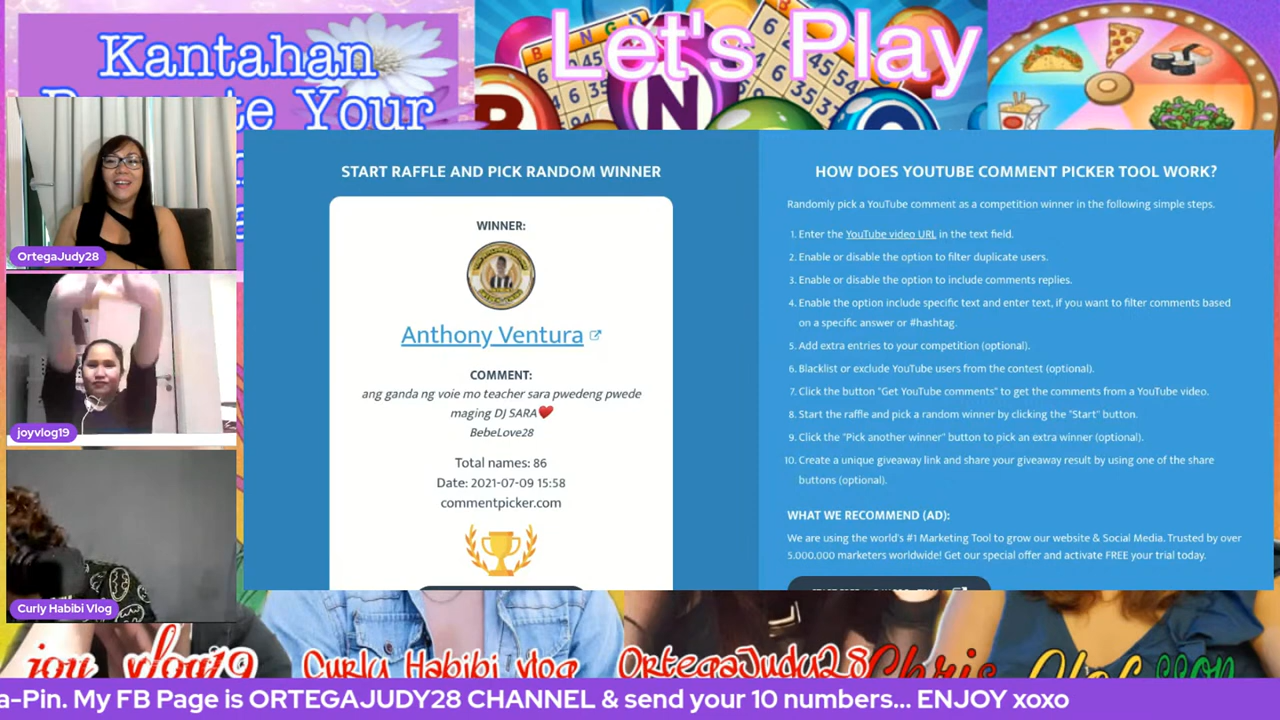 Kantahan
Let's Play
te Your
B
N
O
OrtegaJudy28
joyvlog19
Curly Habibi Vlog
START RAFFLE AND PICK RANDOM WINNER
WINNER:
Anthony Ventura
COMMENT:
ang ganda ng voie mo teacher sara pwedeng pwede
maging DJ SARA❤️
BebeLove28
Total names: 86
Date: 2021-07-09 15:58
commentpicker.com
HOW DOES YOUTUBE COMMENT PICKER TOOL WORK?
Randomly pick a YouTube comment as a competition winner in the following simple steps.
1. Enter the YouTube video URL in the text field.
2. Enable or disable the option to filter duplicate users.
3. Enable or disable the option to include comments replies.
4. Enable the option include specific text and enter text, if you want to filter comments based
on a specific answer or #hashtag.
5. Add extra entries to your competition (optional).
6. Blacklist or exclude YouTube users from the contest (optional).
7. Click the button "Get YouTube comments" to get the comments from a YouTube video.
8. Start the raffle and pick a random winner by clicking the "Start" button.
9. Click the "Pick another winner" button to pick an extra winner (optional).
10. Create a unique giveaway link and share your giveaway result by using one of the share
buttons (optional).
WHAT WE RECOMMEND (AD):
We are using the world's #1 Marketing Tool to grow our website & Social Media. Trusted by over
5.000.000 marketers worldwide! Get our special offer and activate FREE your trial today.
joy vlog19
Curly Habibi vlog
OrtegaJudy28
Chris
a-Pin. My FB Page is ORTEGAJUDY28 CHANNEL & send your 10 numbers... ENJOY xoxo